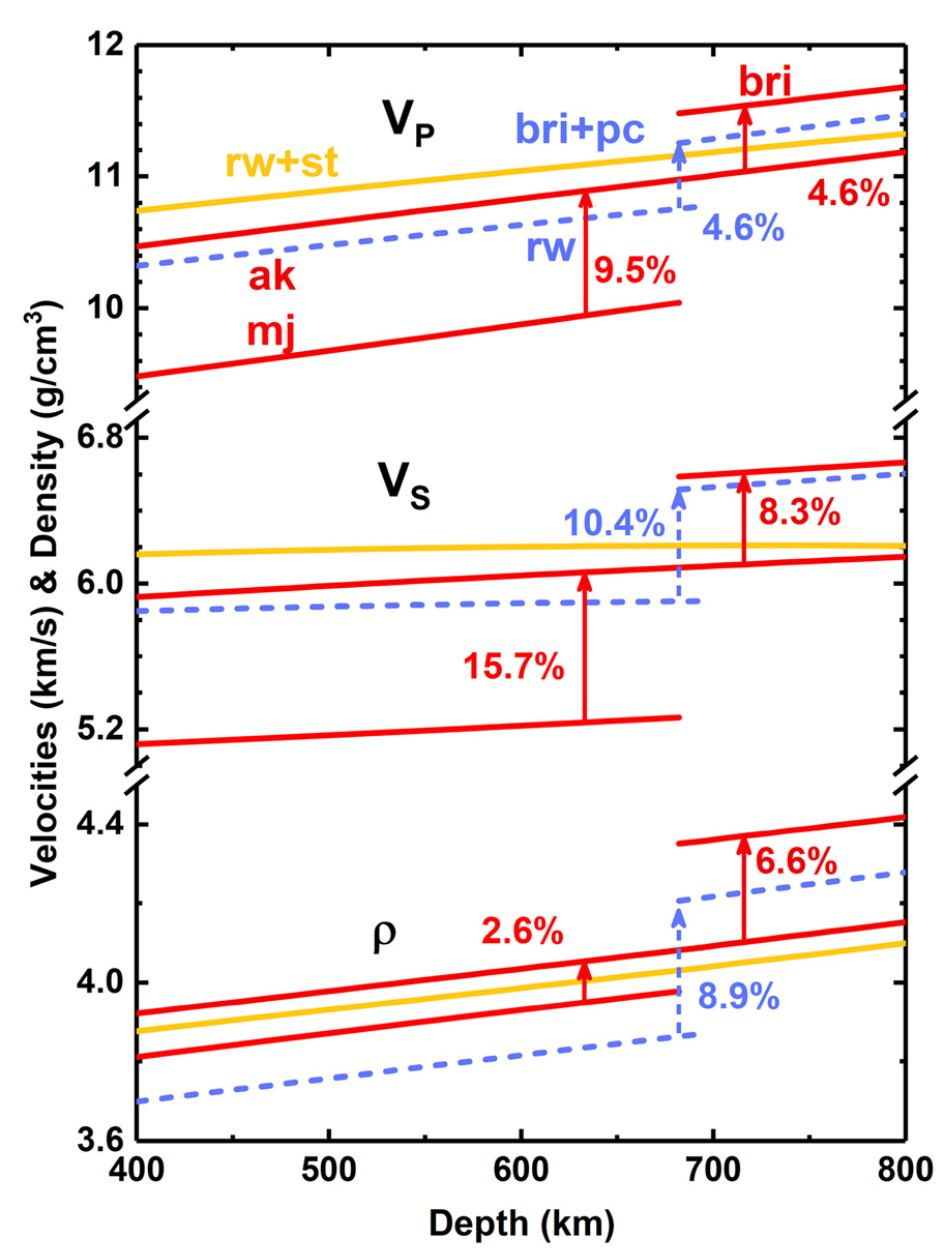 12
11
10
6.8
6.0
5.2
4.4
4.0
3.6
Velocities (km/s) & Density (g/cm³)
V_P
bri
bri+pc
rw+st
4.6%
4.6%
rw
9.5%
ak
mj
V_S
10.4%
8.3%
15.7%
6.6%
ρ
2.6%
8.9%
400 500 600 700 800
Depth (km)